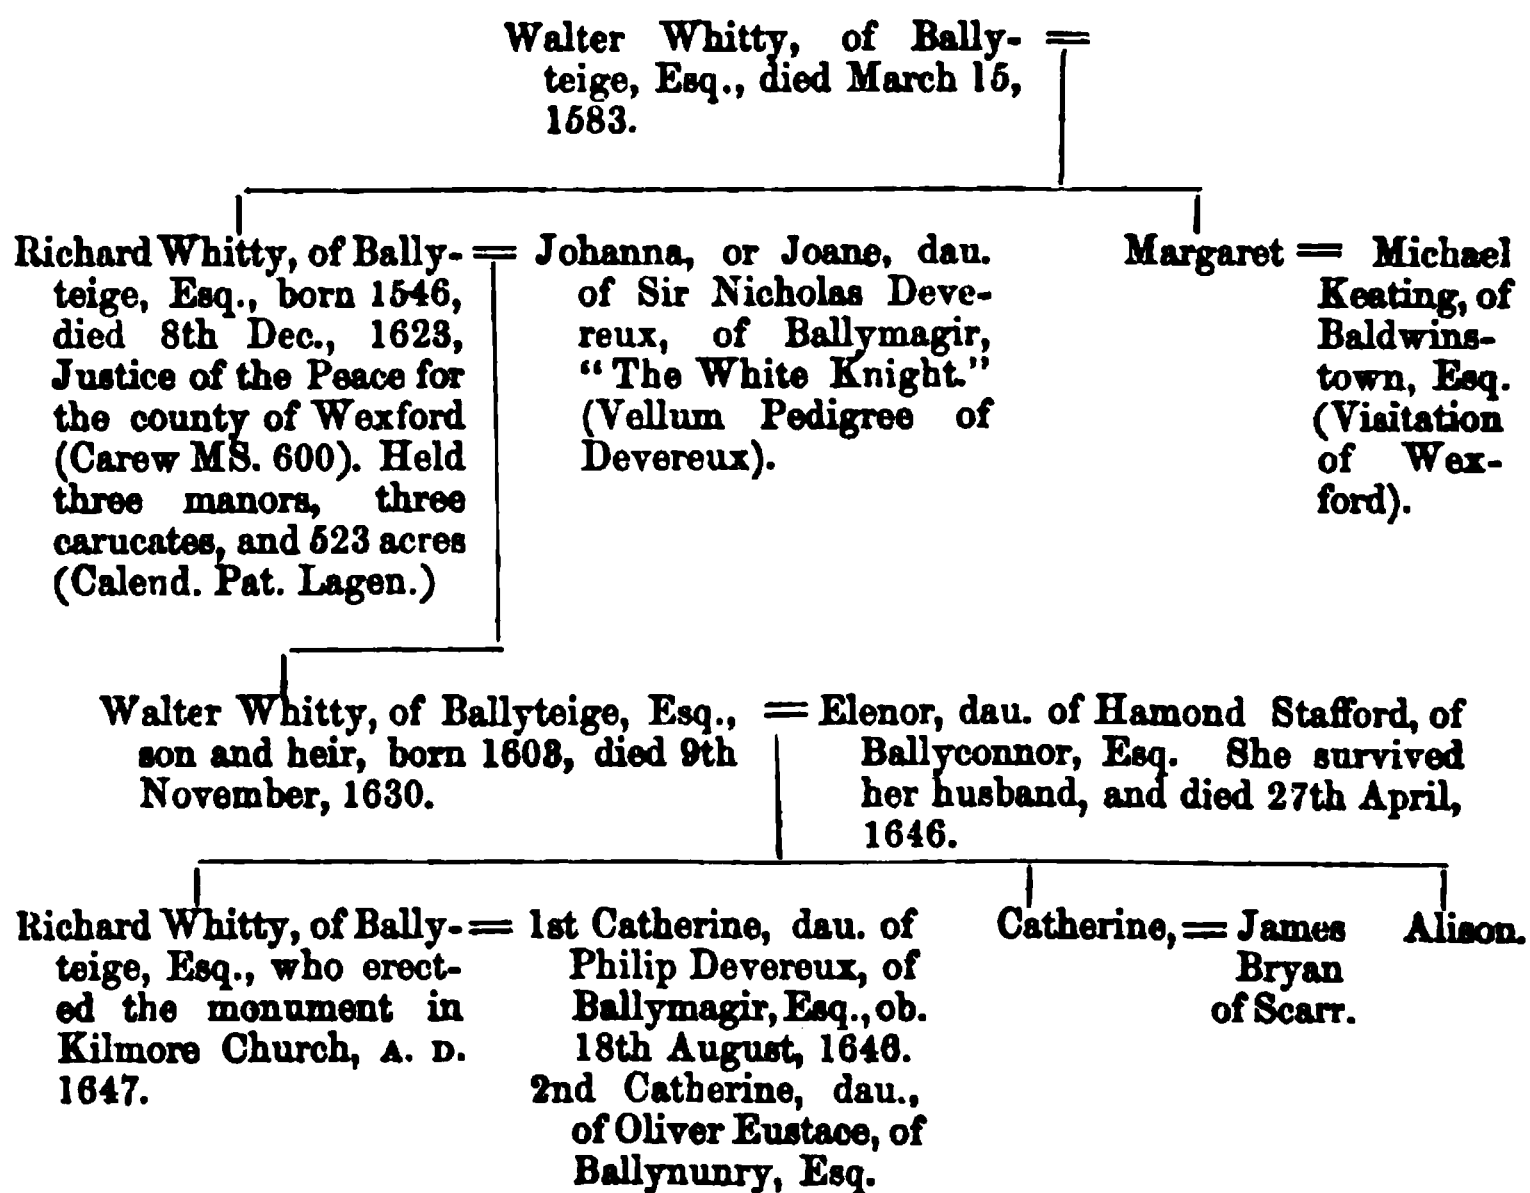 Walter Whitty, of Bally- =
teige, Esq., died March 15,
1583.
Richard Whitty, of Bally- =
teige, Esq., born 1546,
died 8th Dec., 1623,
Justice of the Peace for
the county of Wexford
(Carew MS. 600). Held
three manors, three
carucates, and 523 acres
(Calend. Pat. Lagen.)
Johanna, or Joane, dau.
of Sir Nicholas Deve-
reux, of Ballymagir,
“The White Knight.”
(Vellum Pedigree of
Devereux).
Margaret = Michael
Keating, of
Baldwins-
town, Esq.
(Visitation
of Wex-
ford).
Walter Whitty, of Ballyteige, Esq., =
son and heir, born 1603, died 9th
November, 1630.
Elenor, dau. of Hamond Stafford, of
Ballyconnor, Esq. She survived
her husband, and died 27th April,
1646.
Richard Whitty, of Bally- =
teige, Esq., who erect-
ed the monument in
Kilmore Church, A. D.
1647.
1st Catherine, dau. of
Philip Devereux, of
Ballymagir, Esq., ob.
18th August, 1646.
2nd Catherine, dau.,
of Oliver Eustace, of
Ballynunry, Esq.
Catherine, = James
Bryan
of Scarr.
Alison.